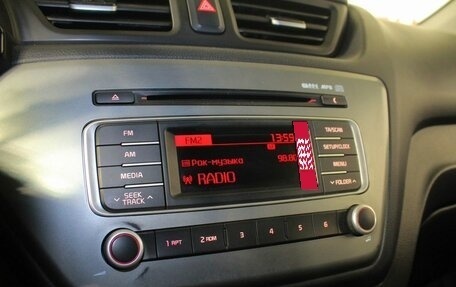 MP3
FM
AM
MEDIA
SEEK
TRACK
FM2 13:59
Рок-музыка 98.80
RADIO
TA/SCAN
SETUP/CLOCK
MENU
FOLDER
1 RPT 2 RDM 3 4 5 6